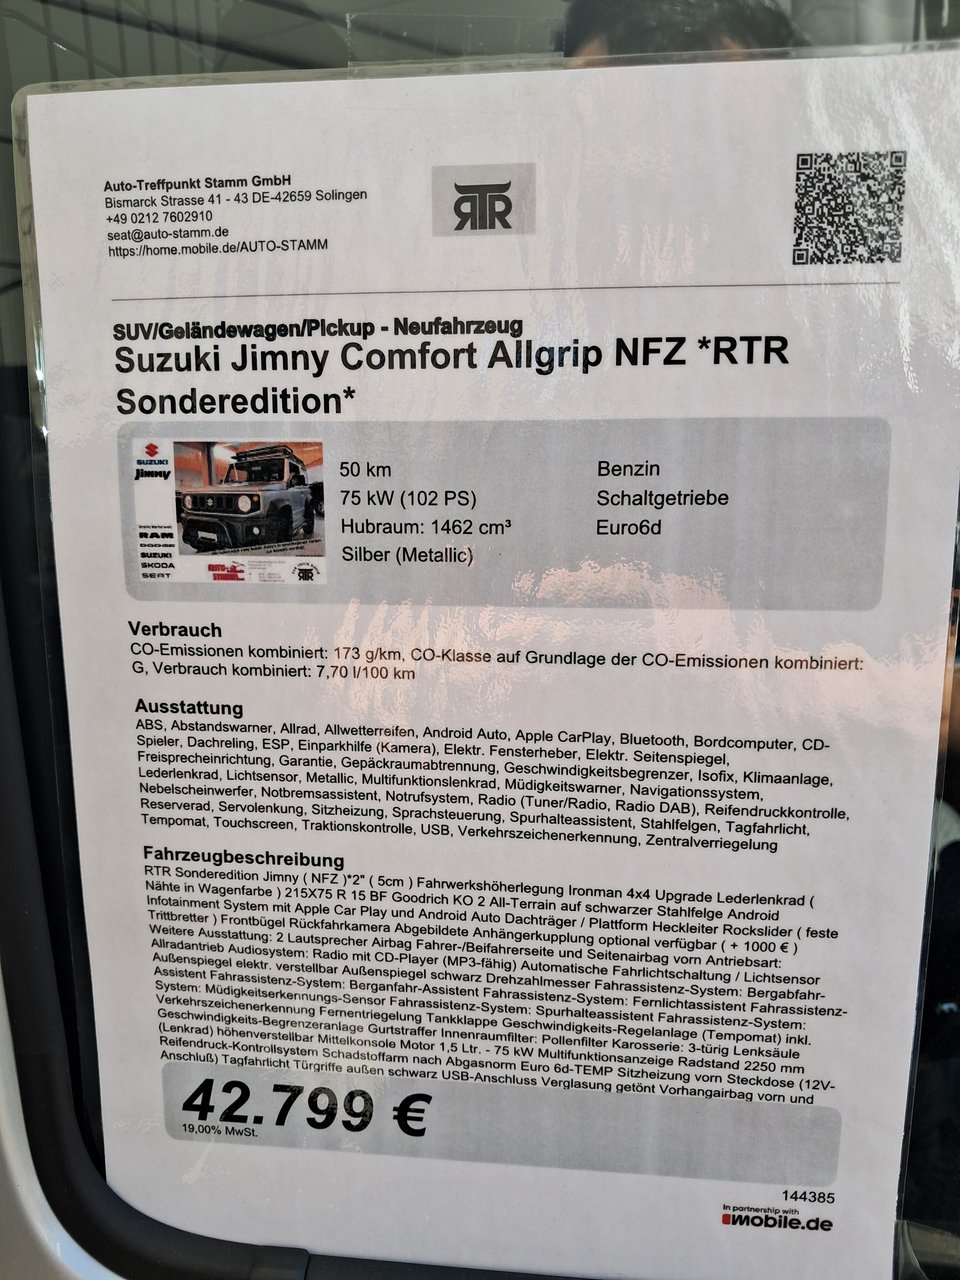 Auto-Treffpunkt Stamm GmbH
Bismarck Strasse 41 - 43 DE-42659 Solingen
+49 0212 7602910
seat@auto-stamm.de
https://home.mobile.de/AUTO-STAMM
RTR
SUV/Geländewagen/Pickup - Neufahrzeug
Suzuki Jimny Comfort Allgrip NFZ *RTR
Sonderedition*
SUZUKI
Jimny
RAM
DODGE
SUZUKI
SKODA
SEAT
AUTO
STAMM
RTR
50 km
75 kW (102 PS)
Hubraum: 1462 cm³
Silber (Metallic)
Benzin
Schaltgetriebe
Euro6d
Verbrauch
CO-Emissionen kombiniert: 173 g/km, CO-Klasse auf Grundlage der CO-Emissionen kombiniert:
G, Verbrauch kombiniert: 7,70 l/100 km
Ausstattung
ABS, Abstandswarner, Allrad, Allwetterreifen, Android Auto, Apple CarPlay, Bluetooth, Bordcomputer, CD-
Spieler, Dachreling, ESP, Einparkhilfe (Kamera), Elektr. Fensterheber, Elektr. Seitenspiegel,
Freisprecheinrichtung, Garantie, Gepäckraumabtrennung, Geschwindigkeitsbegrenzer, Isofix, Klimaanlage,
Lederlenkrad, Lichtsensor, Metallic, Multifunktionslenkrad, Müdigkeitswarner, Navigationssystem,
Nebelscheinwerfer, Notbremsassistent, Notrufsystem, Radio (Tuner/Radio, Radio DAB), Reifendruckkontrolle,
Reserverad, Servolenkung, Sitzheizung, Sprachsteuerung, Spurhalteassistent, Stahlfelgen, Tagfahrlicht,
Tempomat, Touchscreen, Traktionskontrolle, USB, Verkehrszeichenerkennung, Zentralverriegelung
Fahrzeugbeschreibung
RTR Sonderedition Jimny ( NFZ )*2" ( 5cm ) Fahrwerkshöherlegung Ironman 4x4 Upgrade Lederlenkrad (
Nähte in Wagenfarbe ) 215X75 R 15 BF Goodrich KO 2 All-Terrain auf schwarzer Stahlfelge Android
Infotainment System mit Apple Car Play und Android Auto Dachträger / Plattform Heckleiter Rockslider ( feste
Trittbretter ) Frontbügel Rückfahrkamera Abgebildete Anhängerkupplung optional verfügbar ( + 1000 € )
Weitere Ausstattung: 2 Lautsprecher Airbag Fahrer-/Beifahrerseite und Seitenairbag vorn Antriebsart:
Allradantrieb Audiosystem: Radio mit CD-Player (MP3-fähig) Automatische Fahrlichtschaltung / Lichtsensor
Außenspiegel elektr. verstellbar Außenspiegel schwarz Drehzahlmesser Fahrassistenz-System: Bergabfahr-
Assistent Fahrassistenz-System: Berganfahr-Assistent Fahrassistenz-System: Fernlichtassistent Fahrassistenz-
System: Müdigkeitserkennungs-Sensor Fahrassistenz-System: Spurhalteassistent Fahrassistenz-System:
Verkehrszeichenerkennung Fernentriegelung Tankklappe Geschwindigkeits-Regelanlage (Tempomat) inkl.
Geschwindigkeits-Begrenzeranlage Gurtstraffer Innenraumfilter: Pollenfilter Karosserie: 3-türig Lenksäule
(Lenkrad) höhenverstellbar Mittelkonsole Motor 1,5 Ltr. - 75 kW Multifunktionsanzeige Radstand 2250 mm
Reifendruck-Kontrollsystem Schadstoffarm nach Abgasnorm Euro 6d-TEMP Sitzheizung vorn Steckdose (12V-
Anschluß) Tagfahrlicht Türgriffe außen schwarz USB-Anschluss Verglasung getönt Vorhangairbag vorn und
42.799 €
19,00% MwSt.
144385
In partnership with
mobile.de